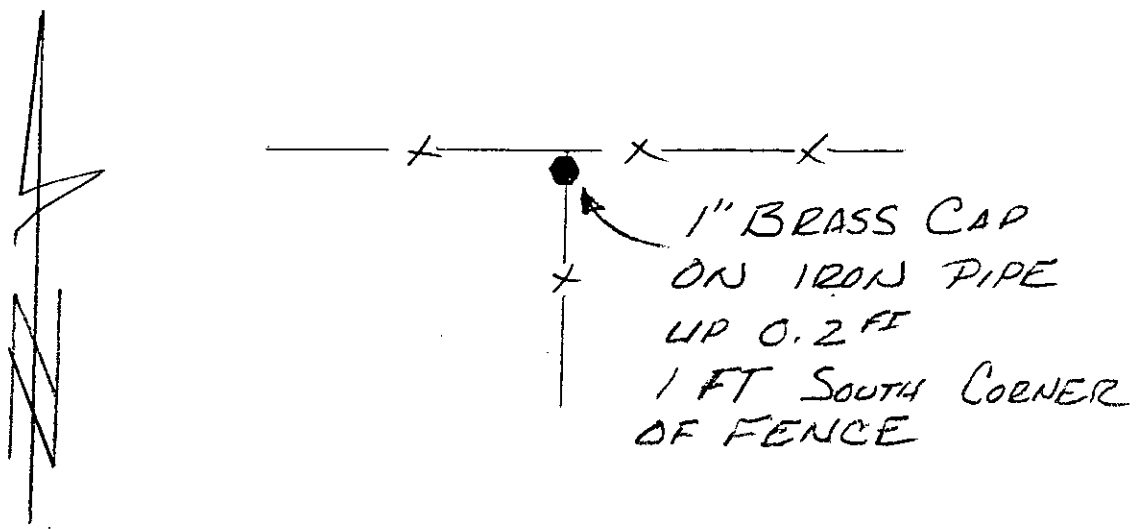 N
1" BRASS CAP
ON IRON PIPE
UP 0.2 FT
1 FT SOUTH CORNER
OF FENCE